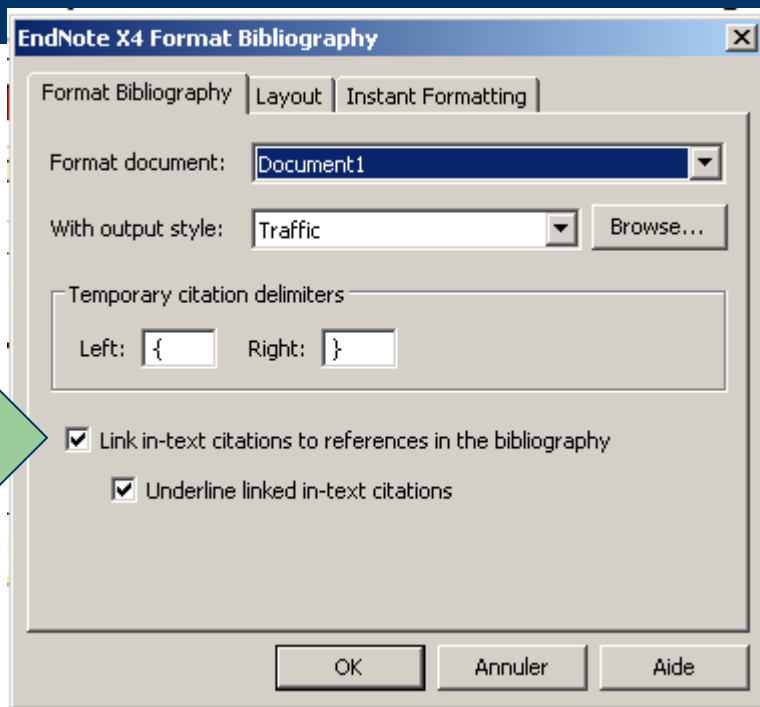 EndNote X4 Format Bibliography
Format Bibliography Layout Instant Formatting
Format document: Document1
With output style: Traffic Browse...
Temporary citation delimiters
Left: { Right: }
Link in-text citations to references in the bibliography
Underline linked in-text citations
OK Annuler Aide